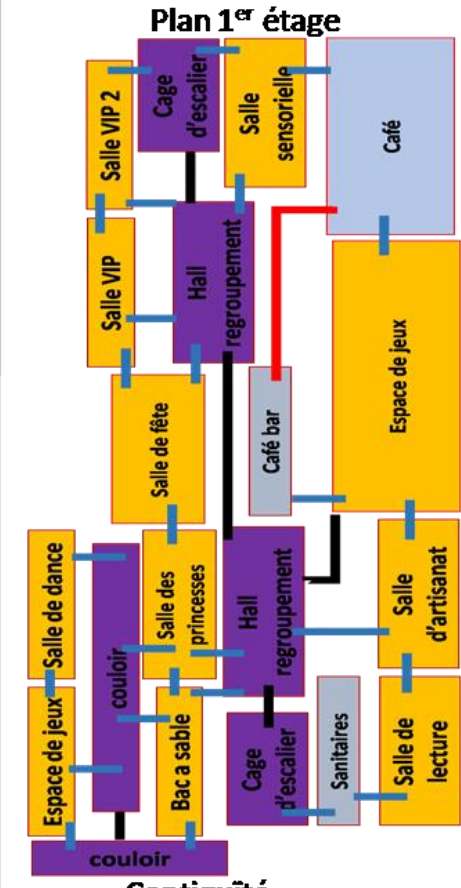 Plan 1er étage
Salle VIP 2
Cage
d'escalier
Salle
sensorielle
Café
Salle VIP
Hall
regroupement
Espace de jeux
Salle de fête
Café bar
Salle de dance
couloir
Salle des
princesses
Hall
regroupement
Salle
d'artisanat
Espace de jeux
Bac a sable
Cage
d'escalier
Sanitaires
Salle de
lecture
couloir